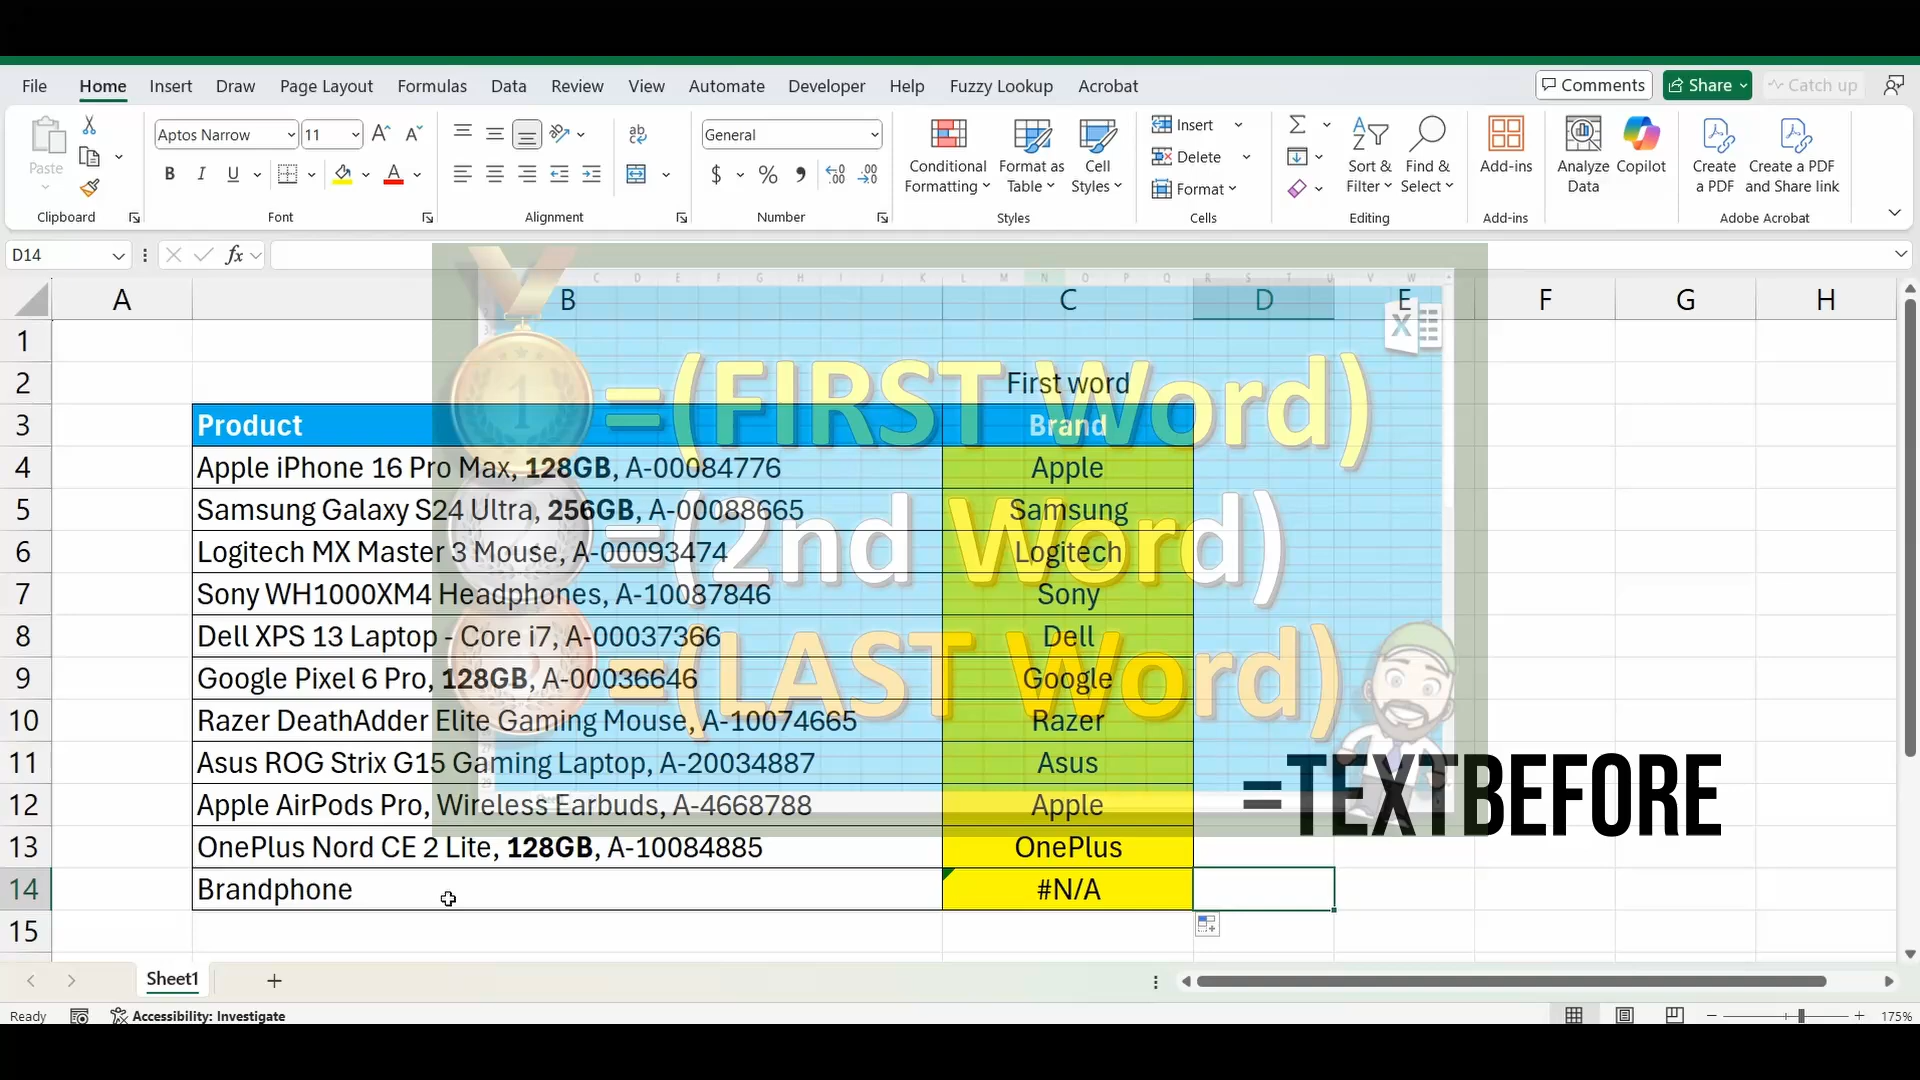 File Home Insert Draw Page Layout Formulas Data Review View Automate Developer Help Fuzzy Lookup Acrobat Comments Share Catch up
Paste
Clipboard
Aptos Narrow 11
B I U
Font
ab
Alignment
General
$ % , .00
Number
Conditional Formatting
Format as Table
Cell Styles
Styles
Insert
Delete
Format
Cells
Sort & Filter
Find & Select
Editing
Add-ins
Add-ins
Analyze Data
Copilot
Create a PDF
Create a PDF and Share link
Adobe Acrobat
D14 fx
A B C D E F G H
1
2 First word
3 Product Brand
4 Apple iPhone 16 Pro Max, 128GB, A-00084776 Apple
5 Samsung Galaxy S24 Ultra, 256GB, A-00088665 Samsung
6 Logitech MX Master 3 Mouse, A-00093474 Logitech
7 Sony WH1000XM4 Headphones, A-10087846 Sony
8 Dell XPS 13 Laptop - Core i7, A-00037366 Dell
9 Google Pixel 6 Pro, 128GB, A-00036646 Google
10 Razer DeathAdder Elite Gaming Mouse, A-10074665 Razer
11 Asus ROG Strix G15 Gaming Laptop, A-20034887 Asus
12 Apple AirPods Pro, Wireless Earbuds, A-4668788 Apple
13 OnePlus Nord CE 2 Lite, 128GB, A-10084885 OnePlus
14 Brandphone #N/A
15
=(FIRST Word)
=(2nd Word)
=(LAST Word)
=TEXTBEFORE
Sheet1
Ready Accessibility: Investigate 175%